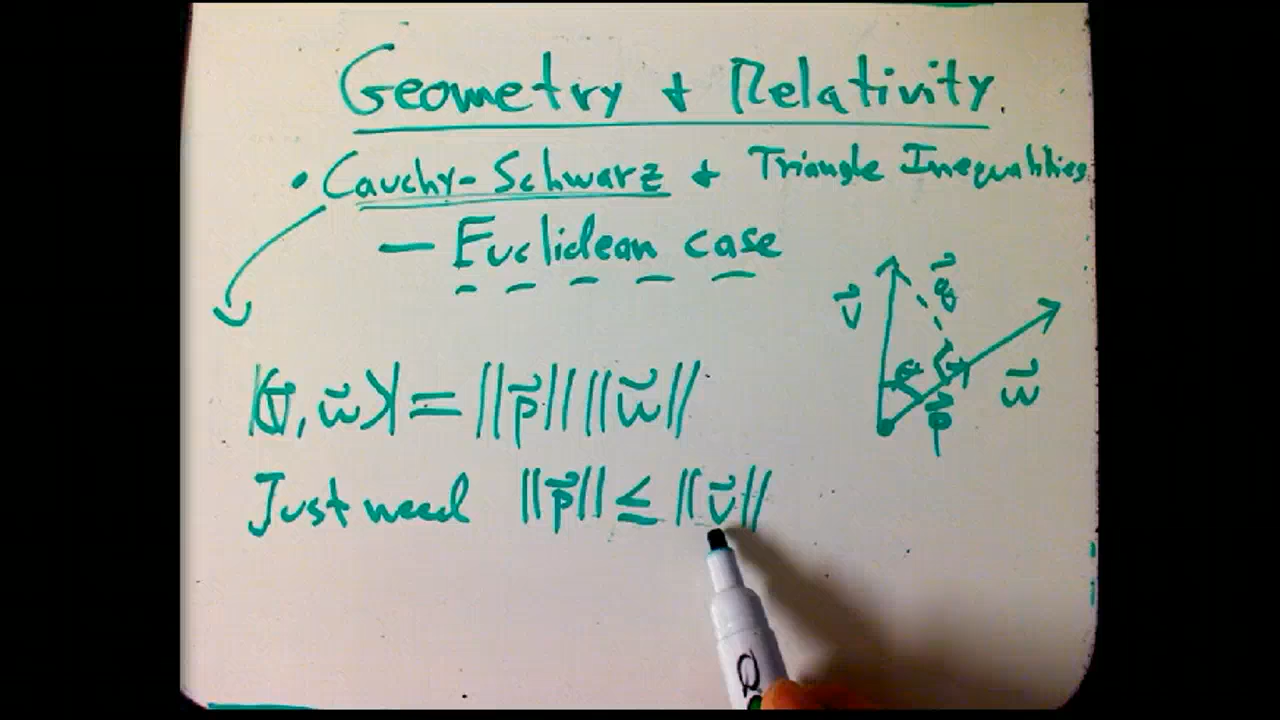 Geometry + Relativity.
• Cauchy-Schwarz + Triangle Inequalities
— Euclidean case
|⟨v⃗, w⃗⟩| = ||p⃗|| ||w⃗||
Just need ||p⃗|| ≤ ||v⃗||
v⃗
q⃗
θ
p⃗
w⃗